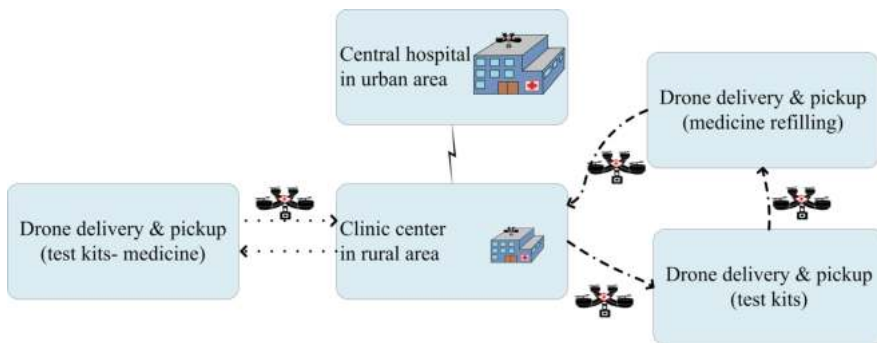 Central hospital
in urban area
Drone delivery & pickup
(medicine refilling)
Drone delivery & pickup
(test kits- medicine)
Clinic center
in rural area
Drone delivery & pickup
(test kits)